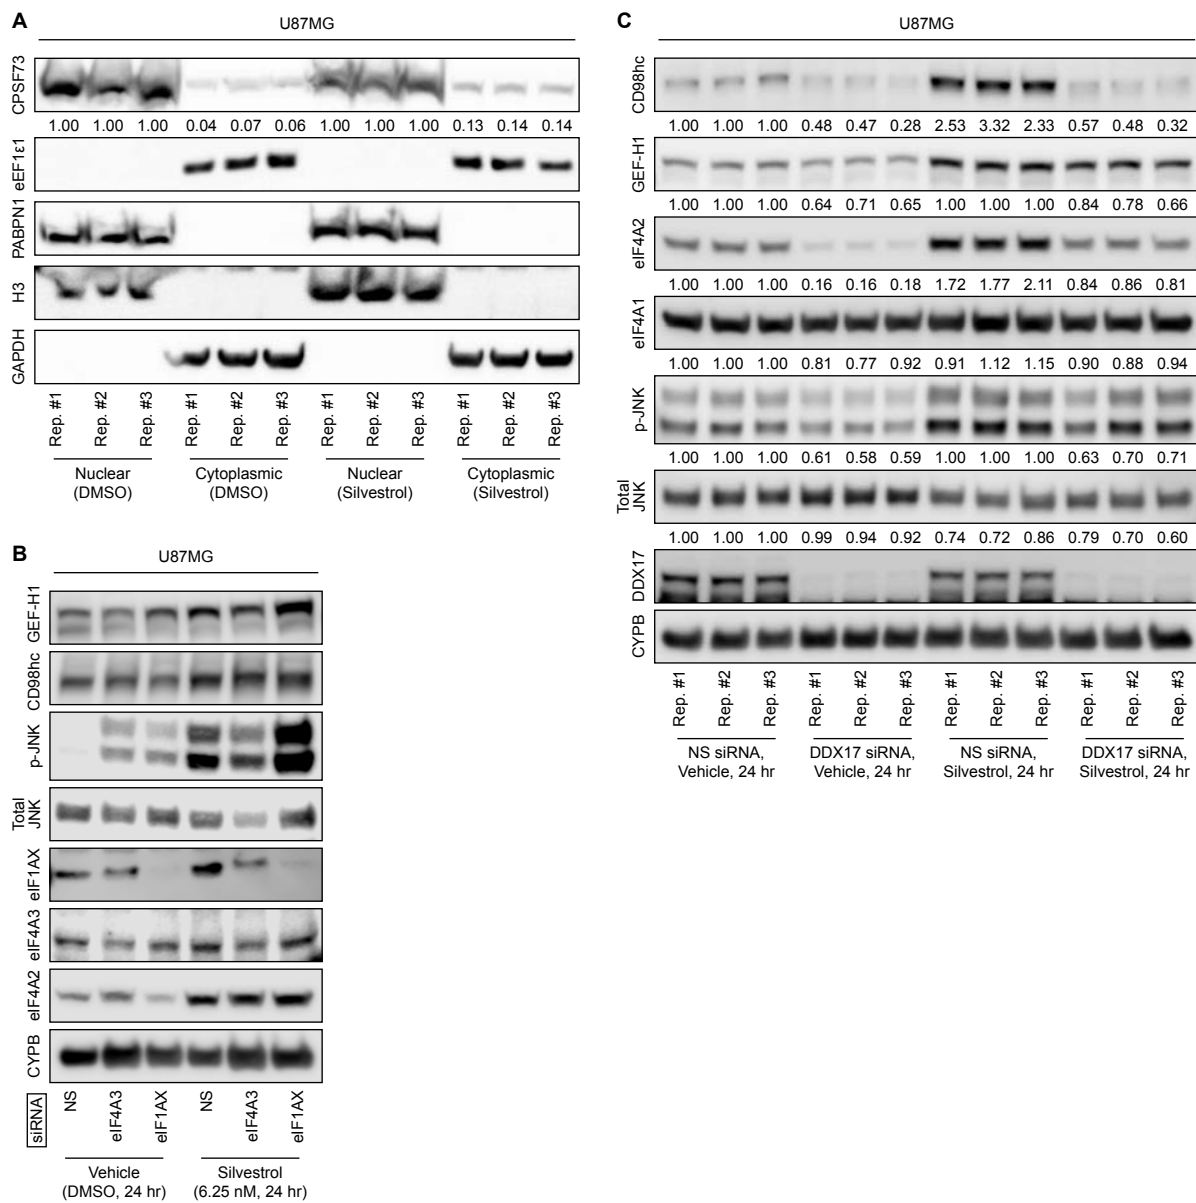 A
U87MG
CPSF73
1.00 1.00 1.00 0.04 0.07 0.06 1.00 1.00 1.00 0.13 0.14 0.14
eEF1ε1
PABPN1
H3
GAPDH
Rep. #1 Rep. #2 Rep. #3 Rep. #1 Rep. #2 Rep. #3 Rep. #1 Rep. #2 Rep. #3 Rep. #1 Rep. #2 Rep. #3
Nuclear Cytoplasmic Nuclear Cytoplasmic
(DMSO) (DMSO) (Silvestrol) (Silvestrol)
B
U87MG
GEF-H1
CD98hc
p-JNK
Total
JNK
eIF1AX
eIF4A3
eIF4A2
CYPB
siRNA NS eIF4A3 eIF1AX NS eIF4A3 eIF1AX
Vehicle Silvestrol
(DMSO, 24 hr) (6.25 nM, 24 hr)
C
U87MG
CD98hc
1.00 1.00 1.00 0.48 0.47 0.28 2.53 3.32 2.33 0.57 0.48 0.32
GEF-H1
1.00 1.00 1.00 0.64 0.71 0.65 1.00 1.00 1.00 0.84 0.78 0.66
eIF4A2
1.00 1.00 1.00 0.16 0.16 0.18 1.72 1.77 2.11 0.84 0.86 0.81
eIF4A1
1.00 1.00 1.00 0.81 0.77 0.92 0.91 1.12 1.15 0.90 0.88 0.94
p-JNK
1.00 1.00 1.00 0.61 0.58 0.59 1.00 1.00 1.00 0.63 0.70 0.71
Total
JNK
1.00 1.00 1.00 0.99 0.94 0.92 0.74 0.72 0.86 0.79 0.70 0.60
DDX17
CYPB
Rep. #1 Rep. #2 Rep. #3 Rep. #1 Rep. #2 Rep. #3 Rep. #1 Rep. #2 Rep. #3 Rep. #1 Rep. #2 Rep. #3
NS siRNA, DDX17 siRNA, NS siRNA, DDX17 siRNA,
Vehicle, 24 hr Vehicle, 24 hr Silvestrol, 24 hr Silvestrol, 24 hr